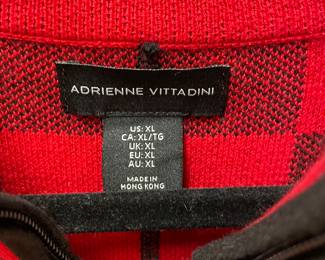 ADRIENNE VITTADINI
US: XL
CA: XL/TG
UK: XL
EU: XL
AU: XL
MADE IN
HONG KONG